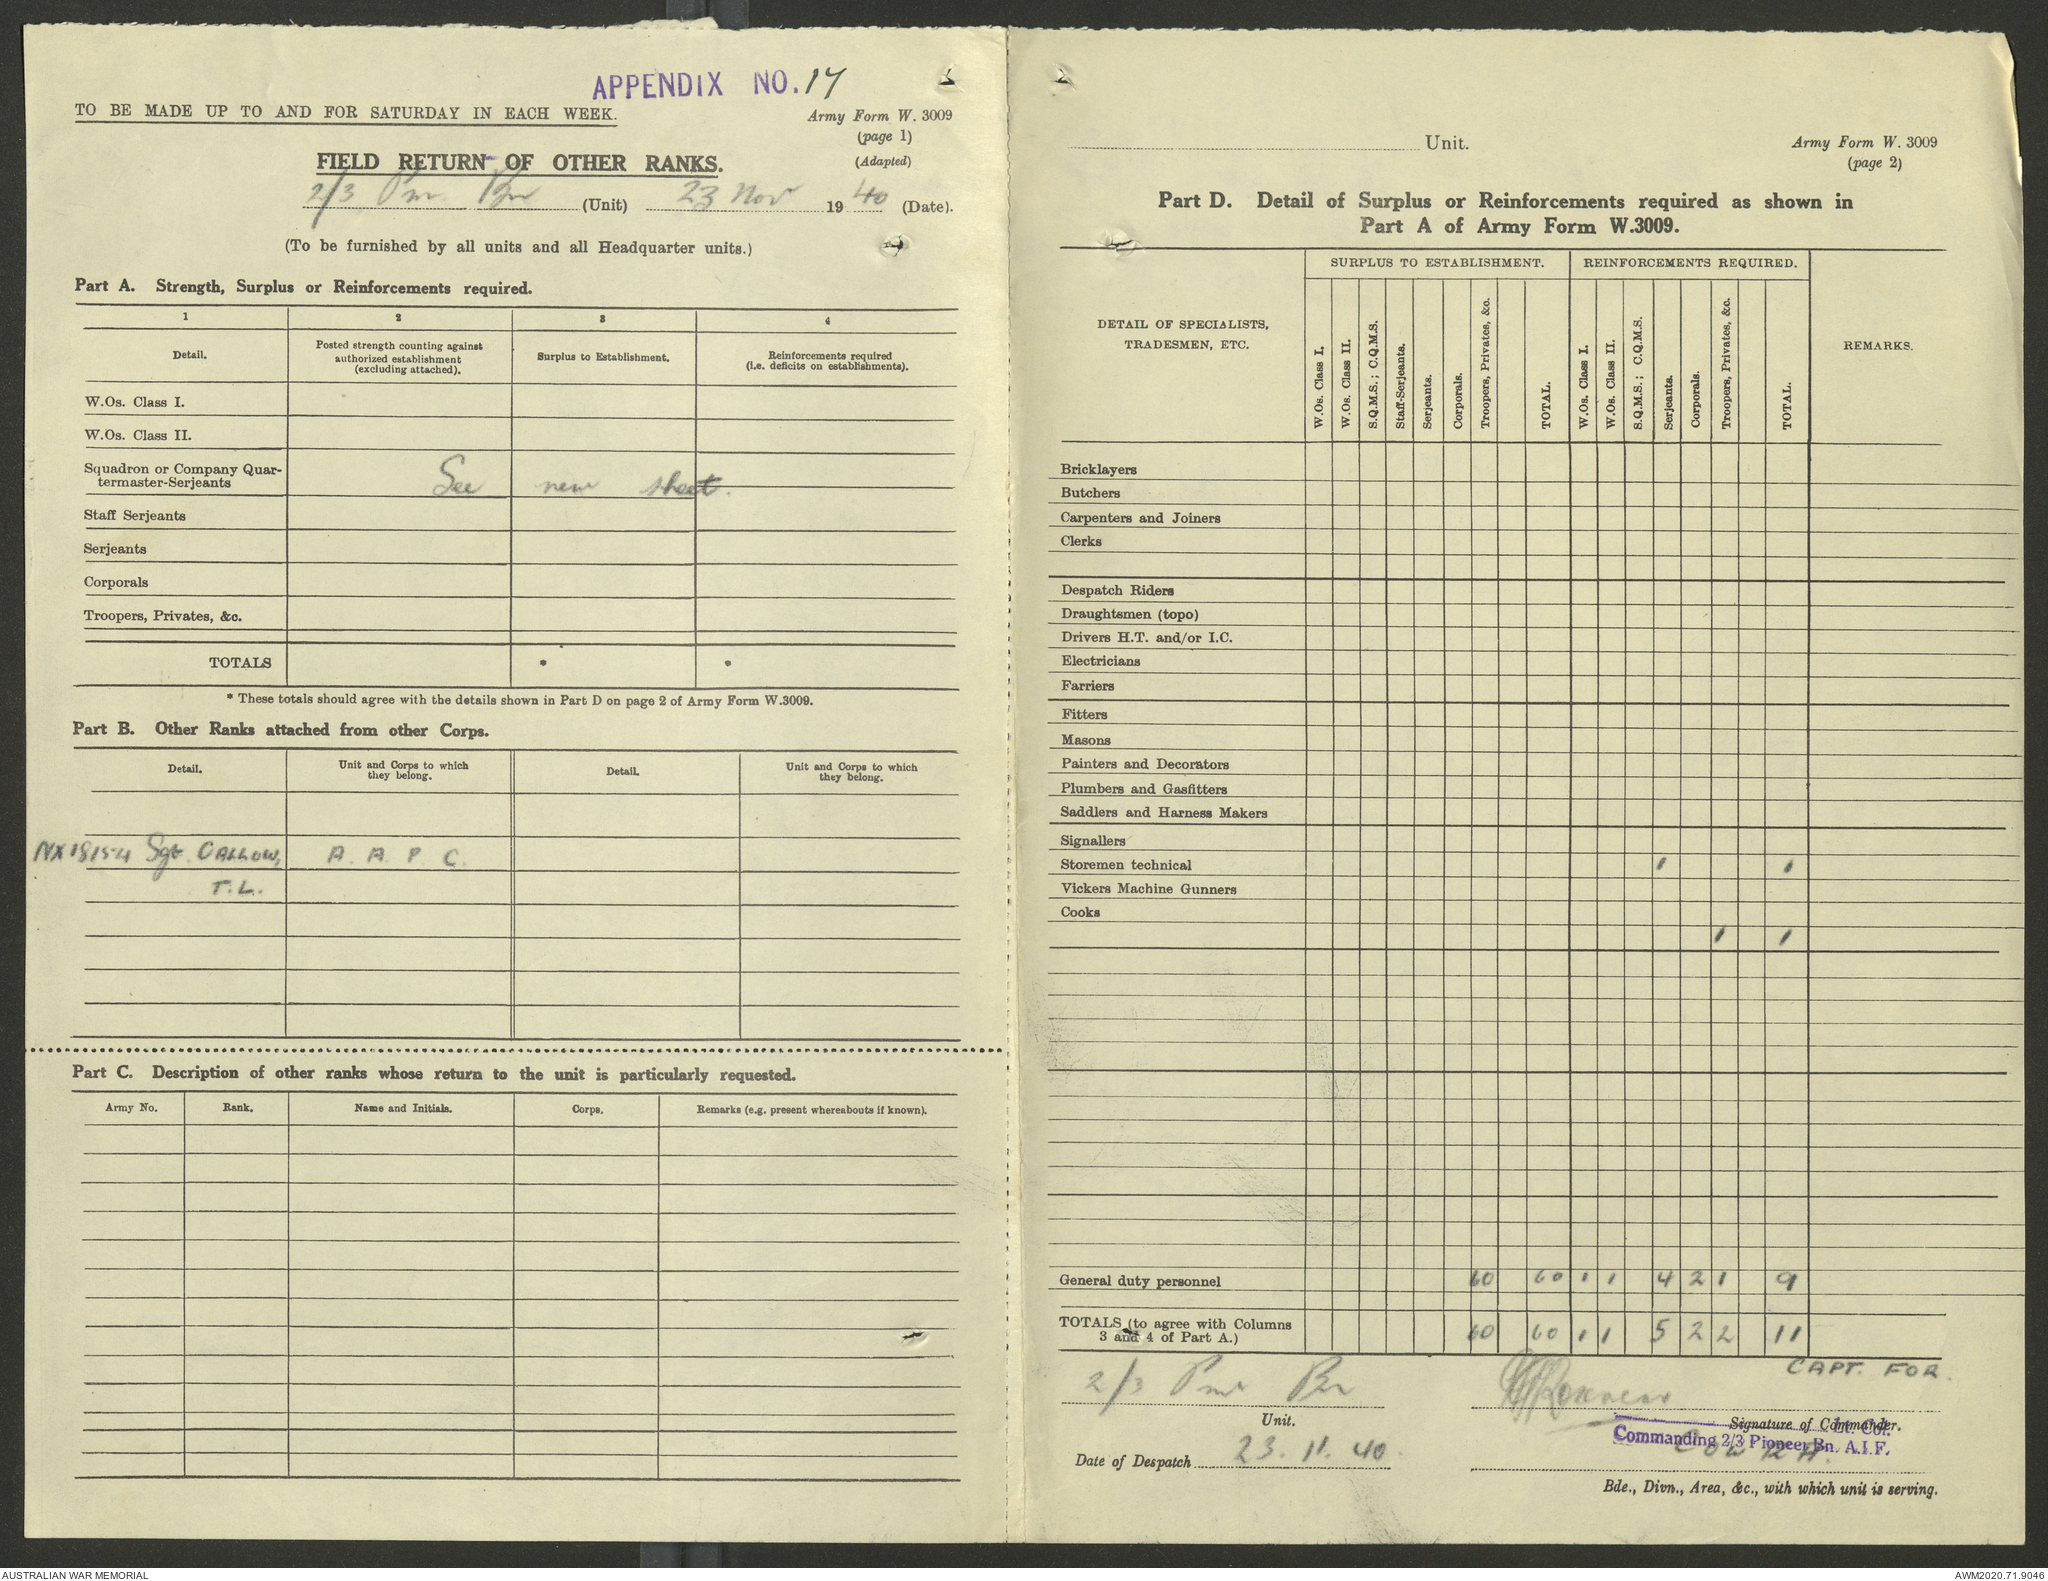 APPENDIX NO. 17
TO BE MADE UP TO AND FOR SATURDAY IN EACH WEEK.
Army Form W. 3009
(page 1)
(Adapted)
FIELD RETURN OF OTHER RANKS.
2/3 Pnr Bn (Unit) 23 Nov 1940 (Date).
(To be furnished by all units and all Headquarter units.)
Part A. Strength, Surplus or Reinforcements required.
1 2 3 4
Detail.
Posted strength counting against authorized establishment (excluding attached).
Surplus to Establishment.
Reinforcements required (i.e. deficits on establishments).
W.Os. Class I.
W.Os. Class II.
Squadron or Company Quar-
termaster-Serjeants
See new sheet.
Staff Serjeants
Serjeants
Corporals
Troopers, Privates, &c.
TOTALS * *
* These totals should agree with the details shown in Part D on page 2 of Army Form W.3009.
Part B. Other Ranks attached from other Corps.
Detail.
Unit and Corps to which they belong.
Detail.
Unit and Corps to which they belong.
NX18154 Sgt. CALLOW, A. A. P. C.
T.L.
Part C. Description of other ranks whose return to the unit is particularly requested.
Army No. Rank. Name and Initials. Corps. Remarks (e.g. present whereabouts if known).
Unit.
Army Form W. 3009
(page 2)
Part D. Detail of Surplus or Reinforcements required as shown in
Part A of Army Form W.3009.
SURPLUS TO ESTABLISHMENT. REINFORCEMENTS REQUIRED.
DETAIL OF SPECIALISTS,
TRADESMEN, ETC.
W.Os. Class I.
W.Os. Class II.
S.Q.M.S.; C.Q.M.S.
Staff-Serjeants.
Serjeants.
Corporals.
Troopers, Privates, &c.
TOTAL.
W.Os. Class I.
W.Os. Class II.
S.Q.M.S.; C.Q.M.S.
Serjeants.
Corporals.
Troopers, Privates, &c.
TOTAL.
REMARKS.
Bricklayers
Butchers
Carpenters and Joiners
Clerks
Despatch Riders
Draughtsmen (topo)
Drivers H.T. and/or I.C.
Electricians
Farriers
Fitters
Masons
Painters and Decorators
Plumbers and Gasfitters
Saddlers and Harness Makers
Signallers
Storemen technical 1 1
Vickers Machine Gunners
Cooks
1 1
General duty personnel 60 60 1 1 4 2 1 9
TOTALS (to agree with Columns
3 and 4 of Part A.) 60 60 1 1 5 2 2 11
CAPT. FOR.
2/3 Pnr Bn
Unit.
Signature of Commander.
Lt. Col.
Commanding 2/3 Pioneer Bn. A.I.F.
COWRA.
Date of Despatch 23. 11. 40.
Bde., Divn., Area, &c., with which unit is serving.
AUSTRALIAN WAR MEMORIAL
AWM2020.71.9046